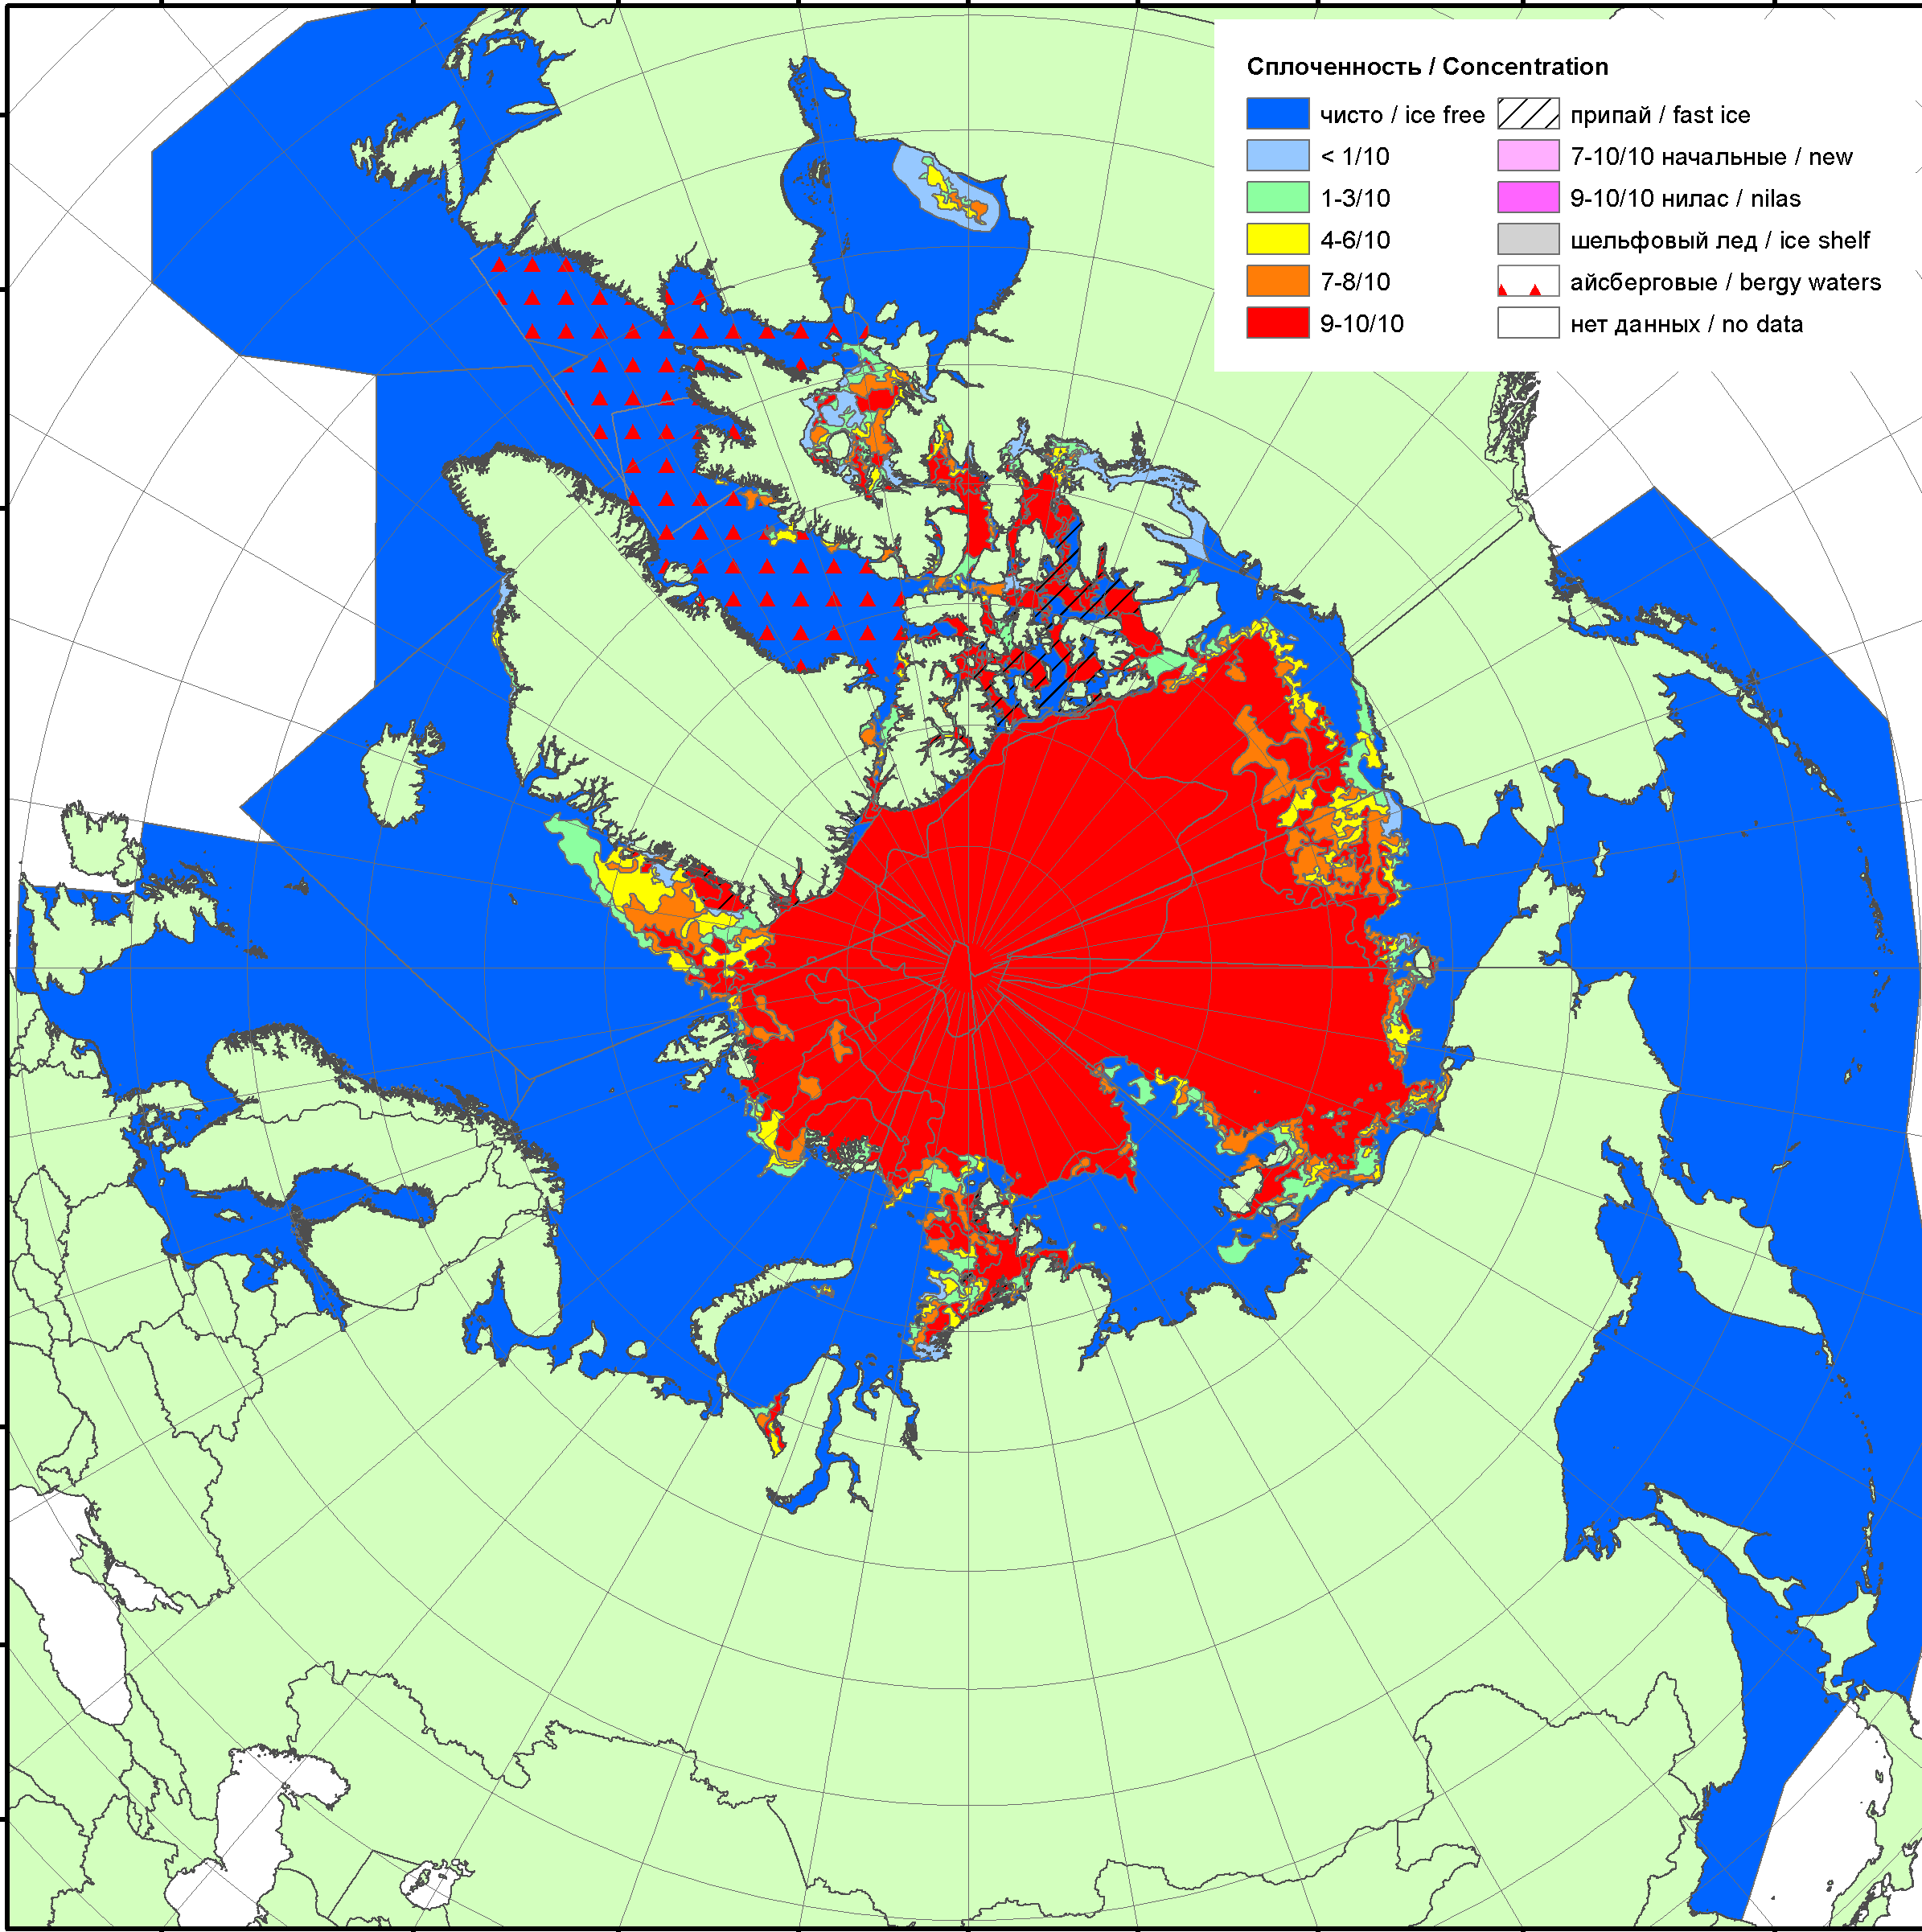 Сплоченность / Concentration
чисто / ice free
< 1/10
1-3/10
4-6/10
7-8/10
9-10/10
припай / fast ice
7-10/10 начальные / new
9-10/10 нилас / nilas
шельфовый лед / ice shelf
айсберговые / bergy waters
нет данных / no data